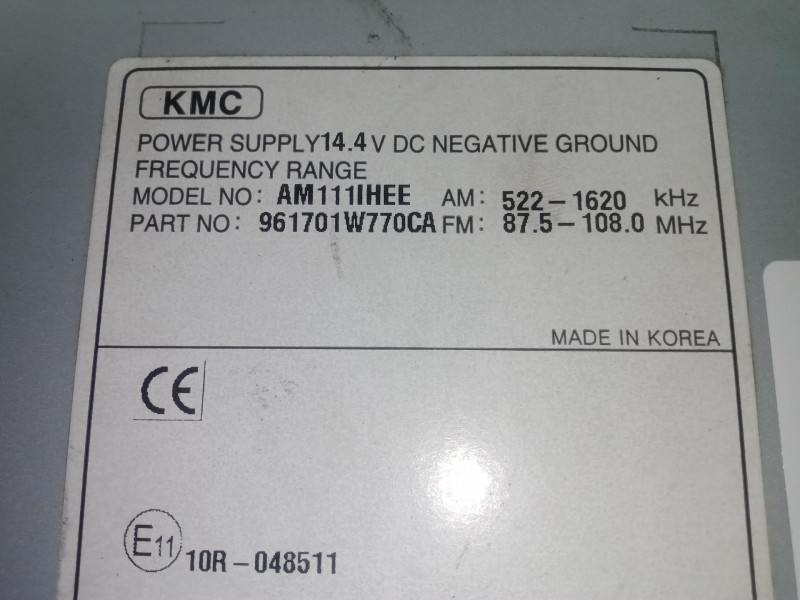 KMC
POWER SUPPLY14.4 V DC NEGATIVE GROUND
FREQUENCY RANGE
MODEL NO: AM111IHEE AM: 522-1620 kHz
PART NO: 961701W770CA FM: 87.5-108.0 MHz
MADE IN KOREA
CE
E11 10R-048511